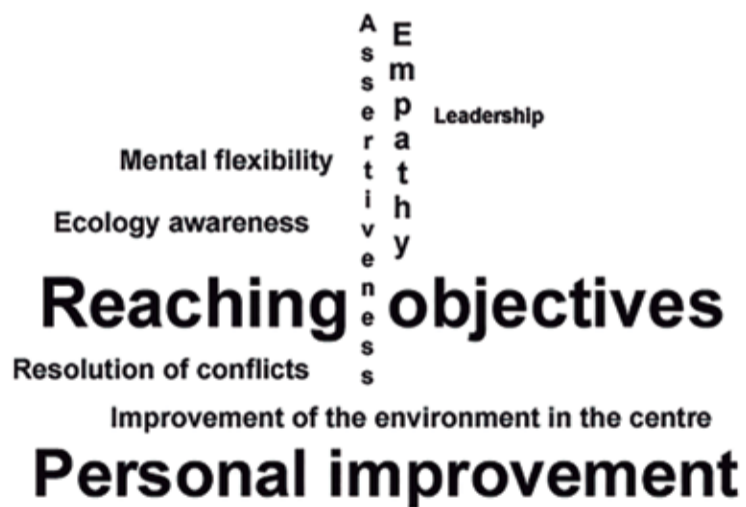 Assertiveness
Empathy
Leadership
Mental flexibility
Ecology awareness
Reaching objectives
Resolution of conflicts
Improvement of the environment in the centre
Personal improvement